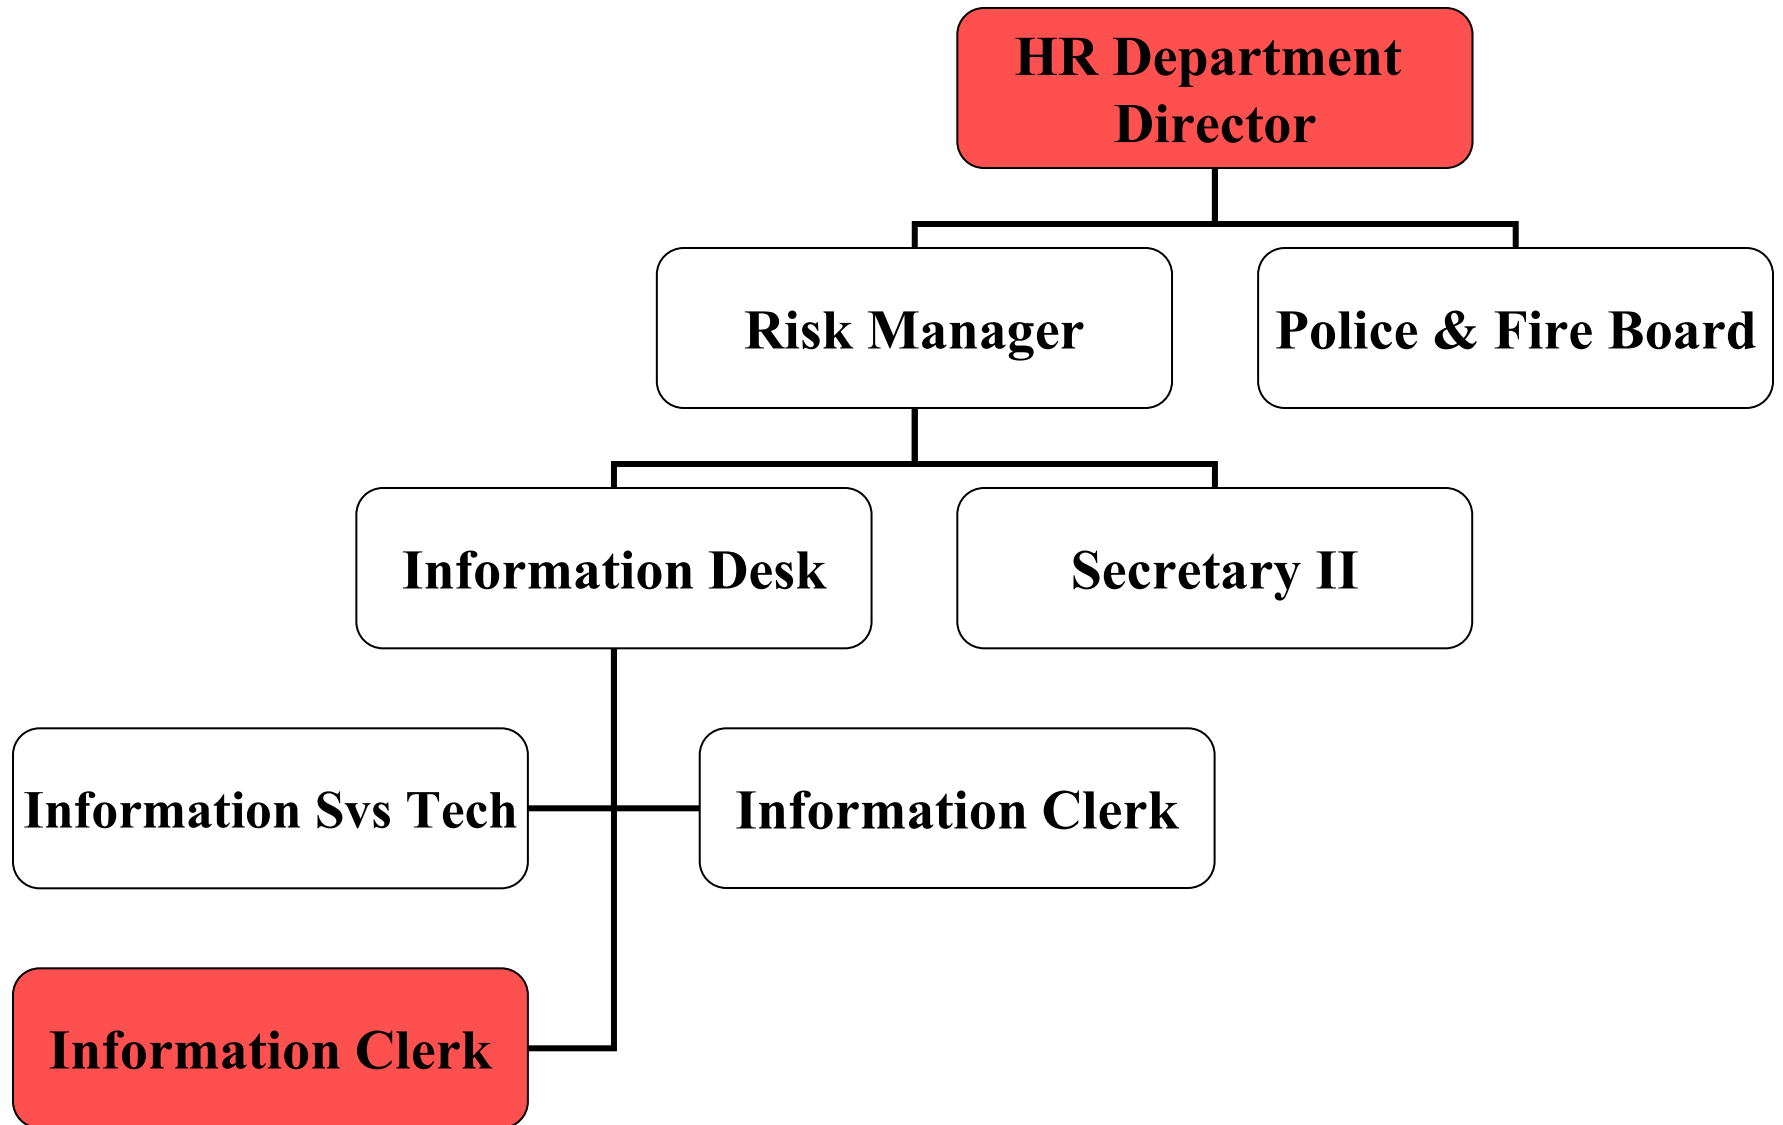 HR Department
Director
Risk Manager
Police & Fire Board
Information Desk
Secretary II
Information Svs Tech
Information Clerk
Information Clerk